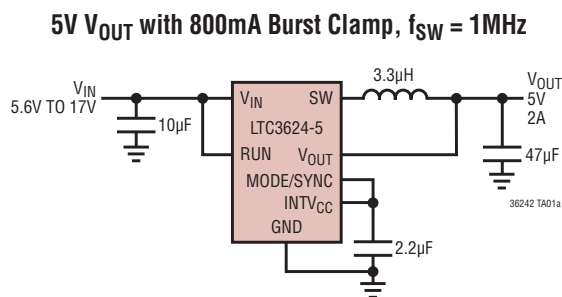 5V VOUT with 800mA Burst Clamp, fSW = 1MHz
VIN
5.6V TO 17V
10µF
VIN
SW
LTC3624-5
RUN
VOUT
MODE/SYNC
INTVCC
GND
3.3µH
VOUT
5V
2A
47µF
2.2µF
36242 TA01a